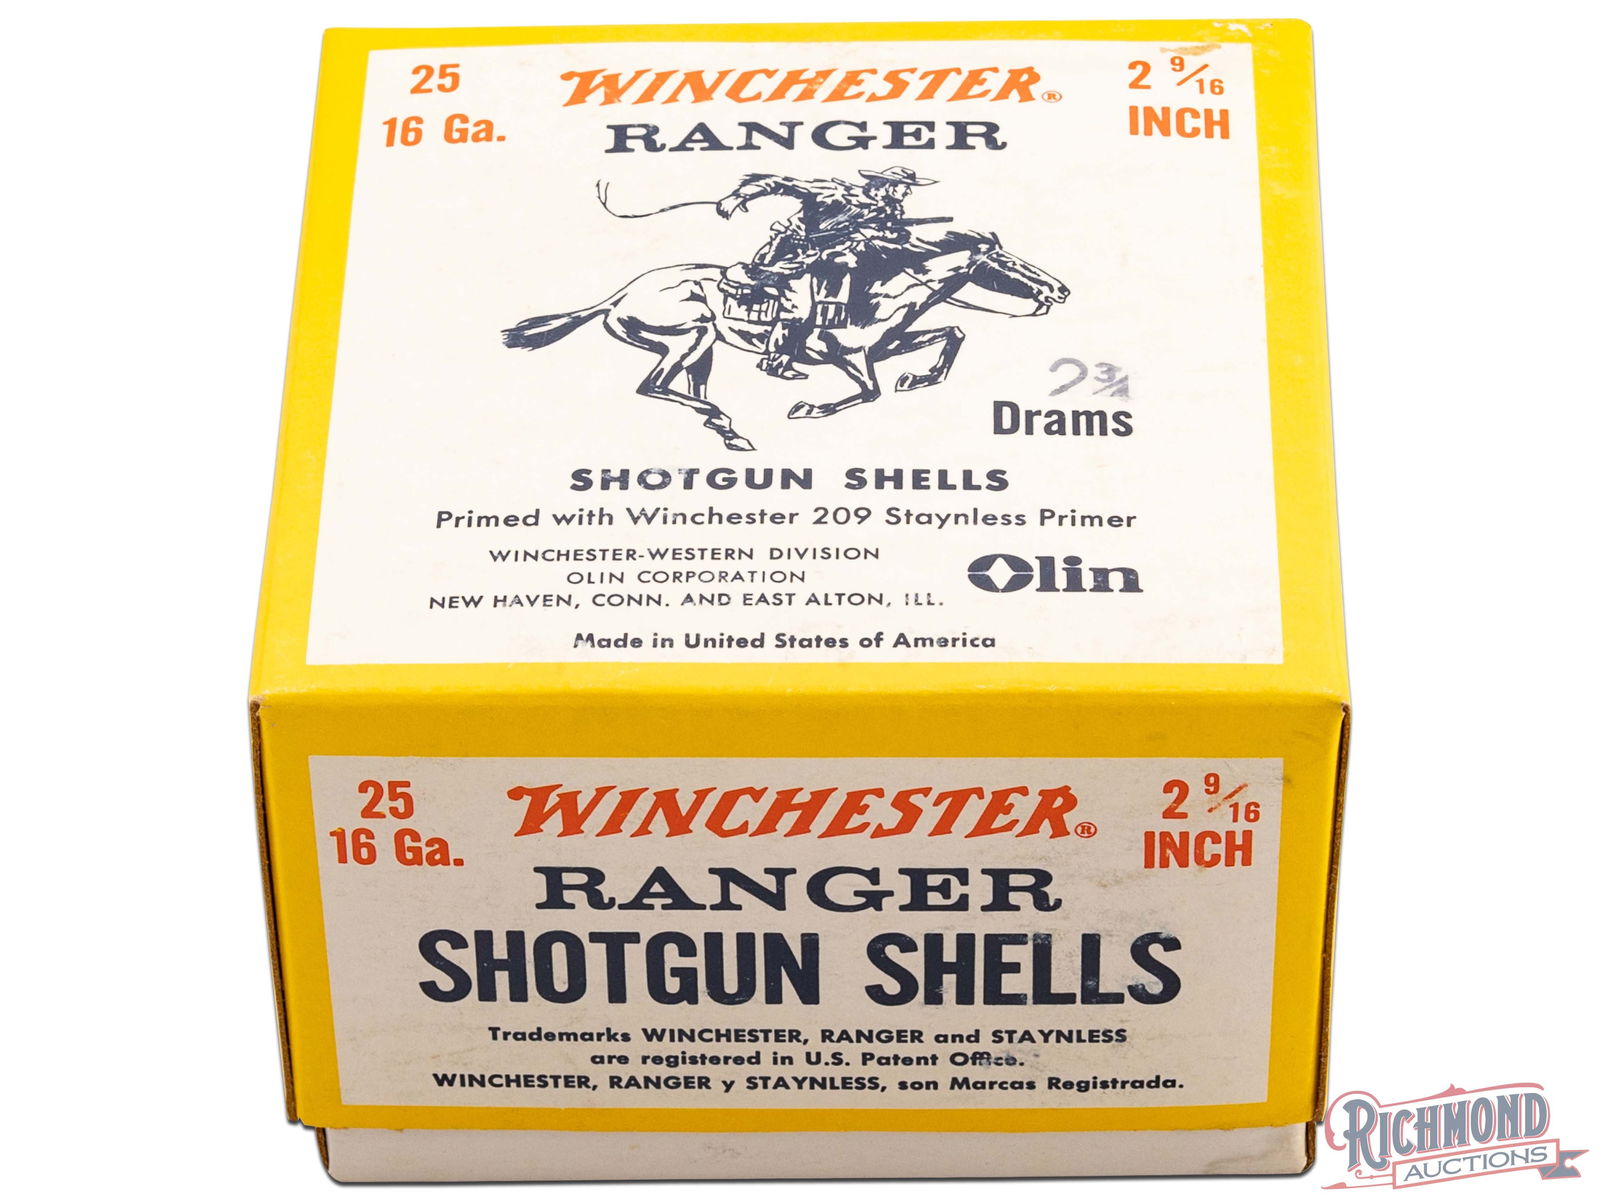 25
16 Ga.
WINCHESTER®
RANGER
2 9/16
INCH
2 3/4
Drams
SHOTGUN SHELLS
Primed with Winchester 209 Staynless Primer
WINCHESTER-WESTERN DIVISION
OLIN CORPORATION
NEW HAVEN, CONN. AND EAST ALTON, ILL.
Olin
Made in United States of America
25
16 Ga.
WINCHESTER®
RANGER
2 9/16
INCH
SHOTGUN SHELLS
Trademarks WINCHESTER, RANGER and STAYNLESS
are registered in U.S. Patent Office.
WINCHESTER, RANGER y STAYNLESS, son Marcas Registrada.
RICHMOND
AUCTIONS